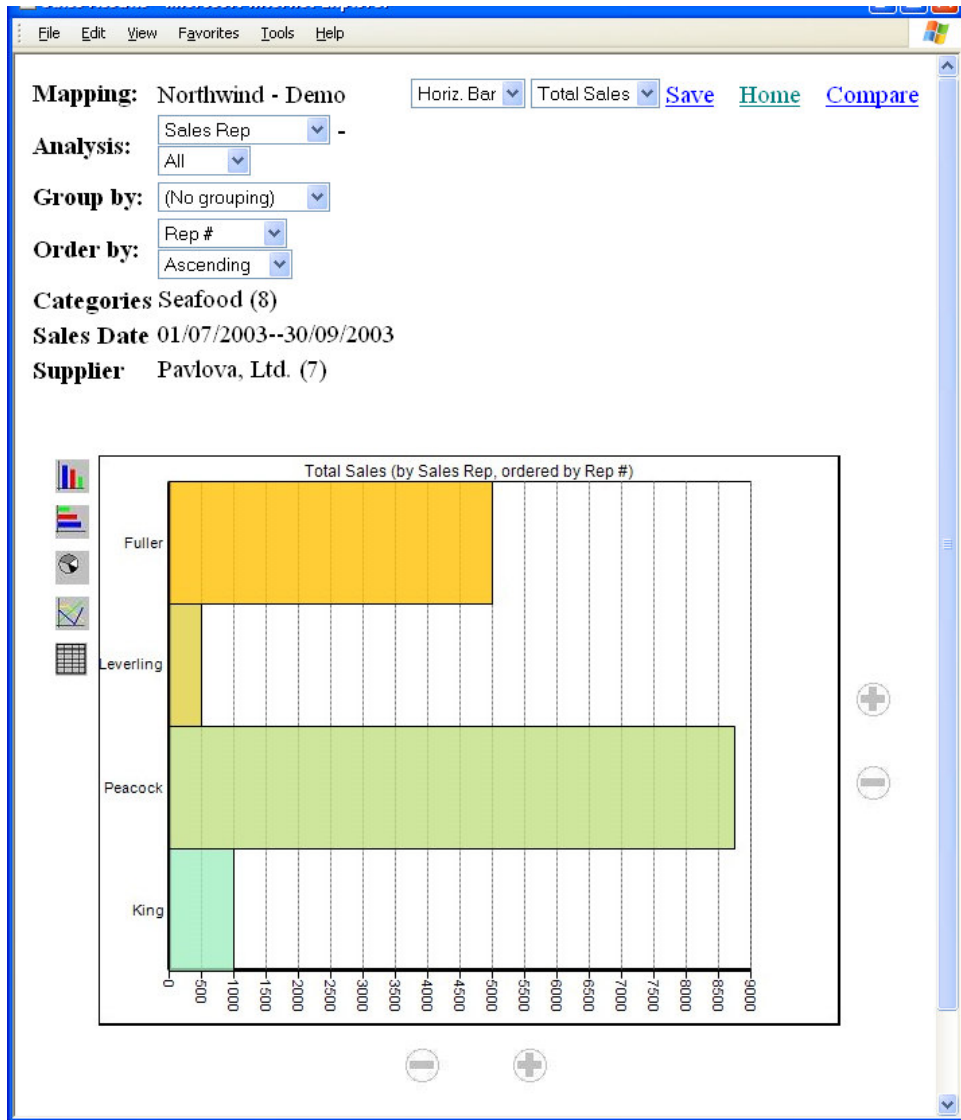 File Edit View Favorites Tools Help
Mapping: Northwind - Demo Horiz. Bar Total Sales Save Home Compare
Analysis: Sales Rep -
All
Group by: (No grouping)
Order by: Rep #
Ascending
Categories Seafood (8)
Sales Date 01/07/2003--30/09/2003
Supplier Pavlova, Ltd. (7)
Total Sales (by Sales Rep, ordered by Rep #)
Fuller
Leverling
Peacock
King
0 500 1000 1500 2000 2500 3000 3500 4000 4500 5000 5500 6000 6500 7000 7500 8000 8500 9000